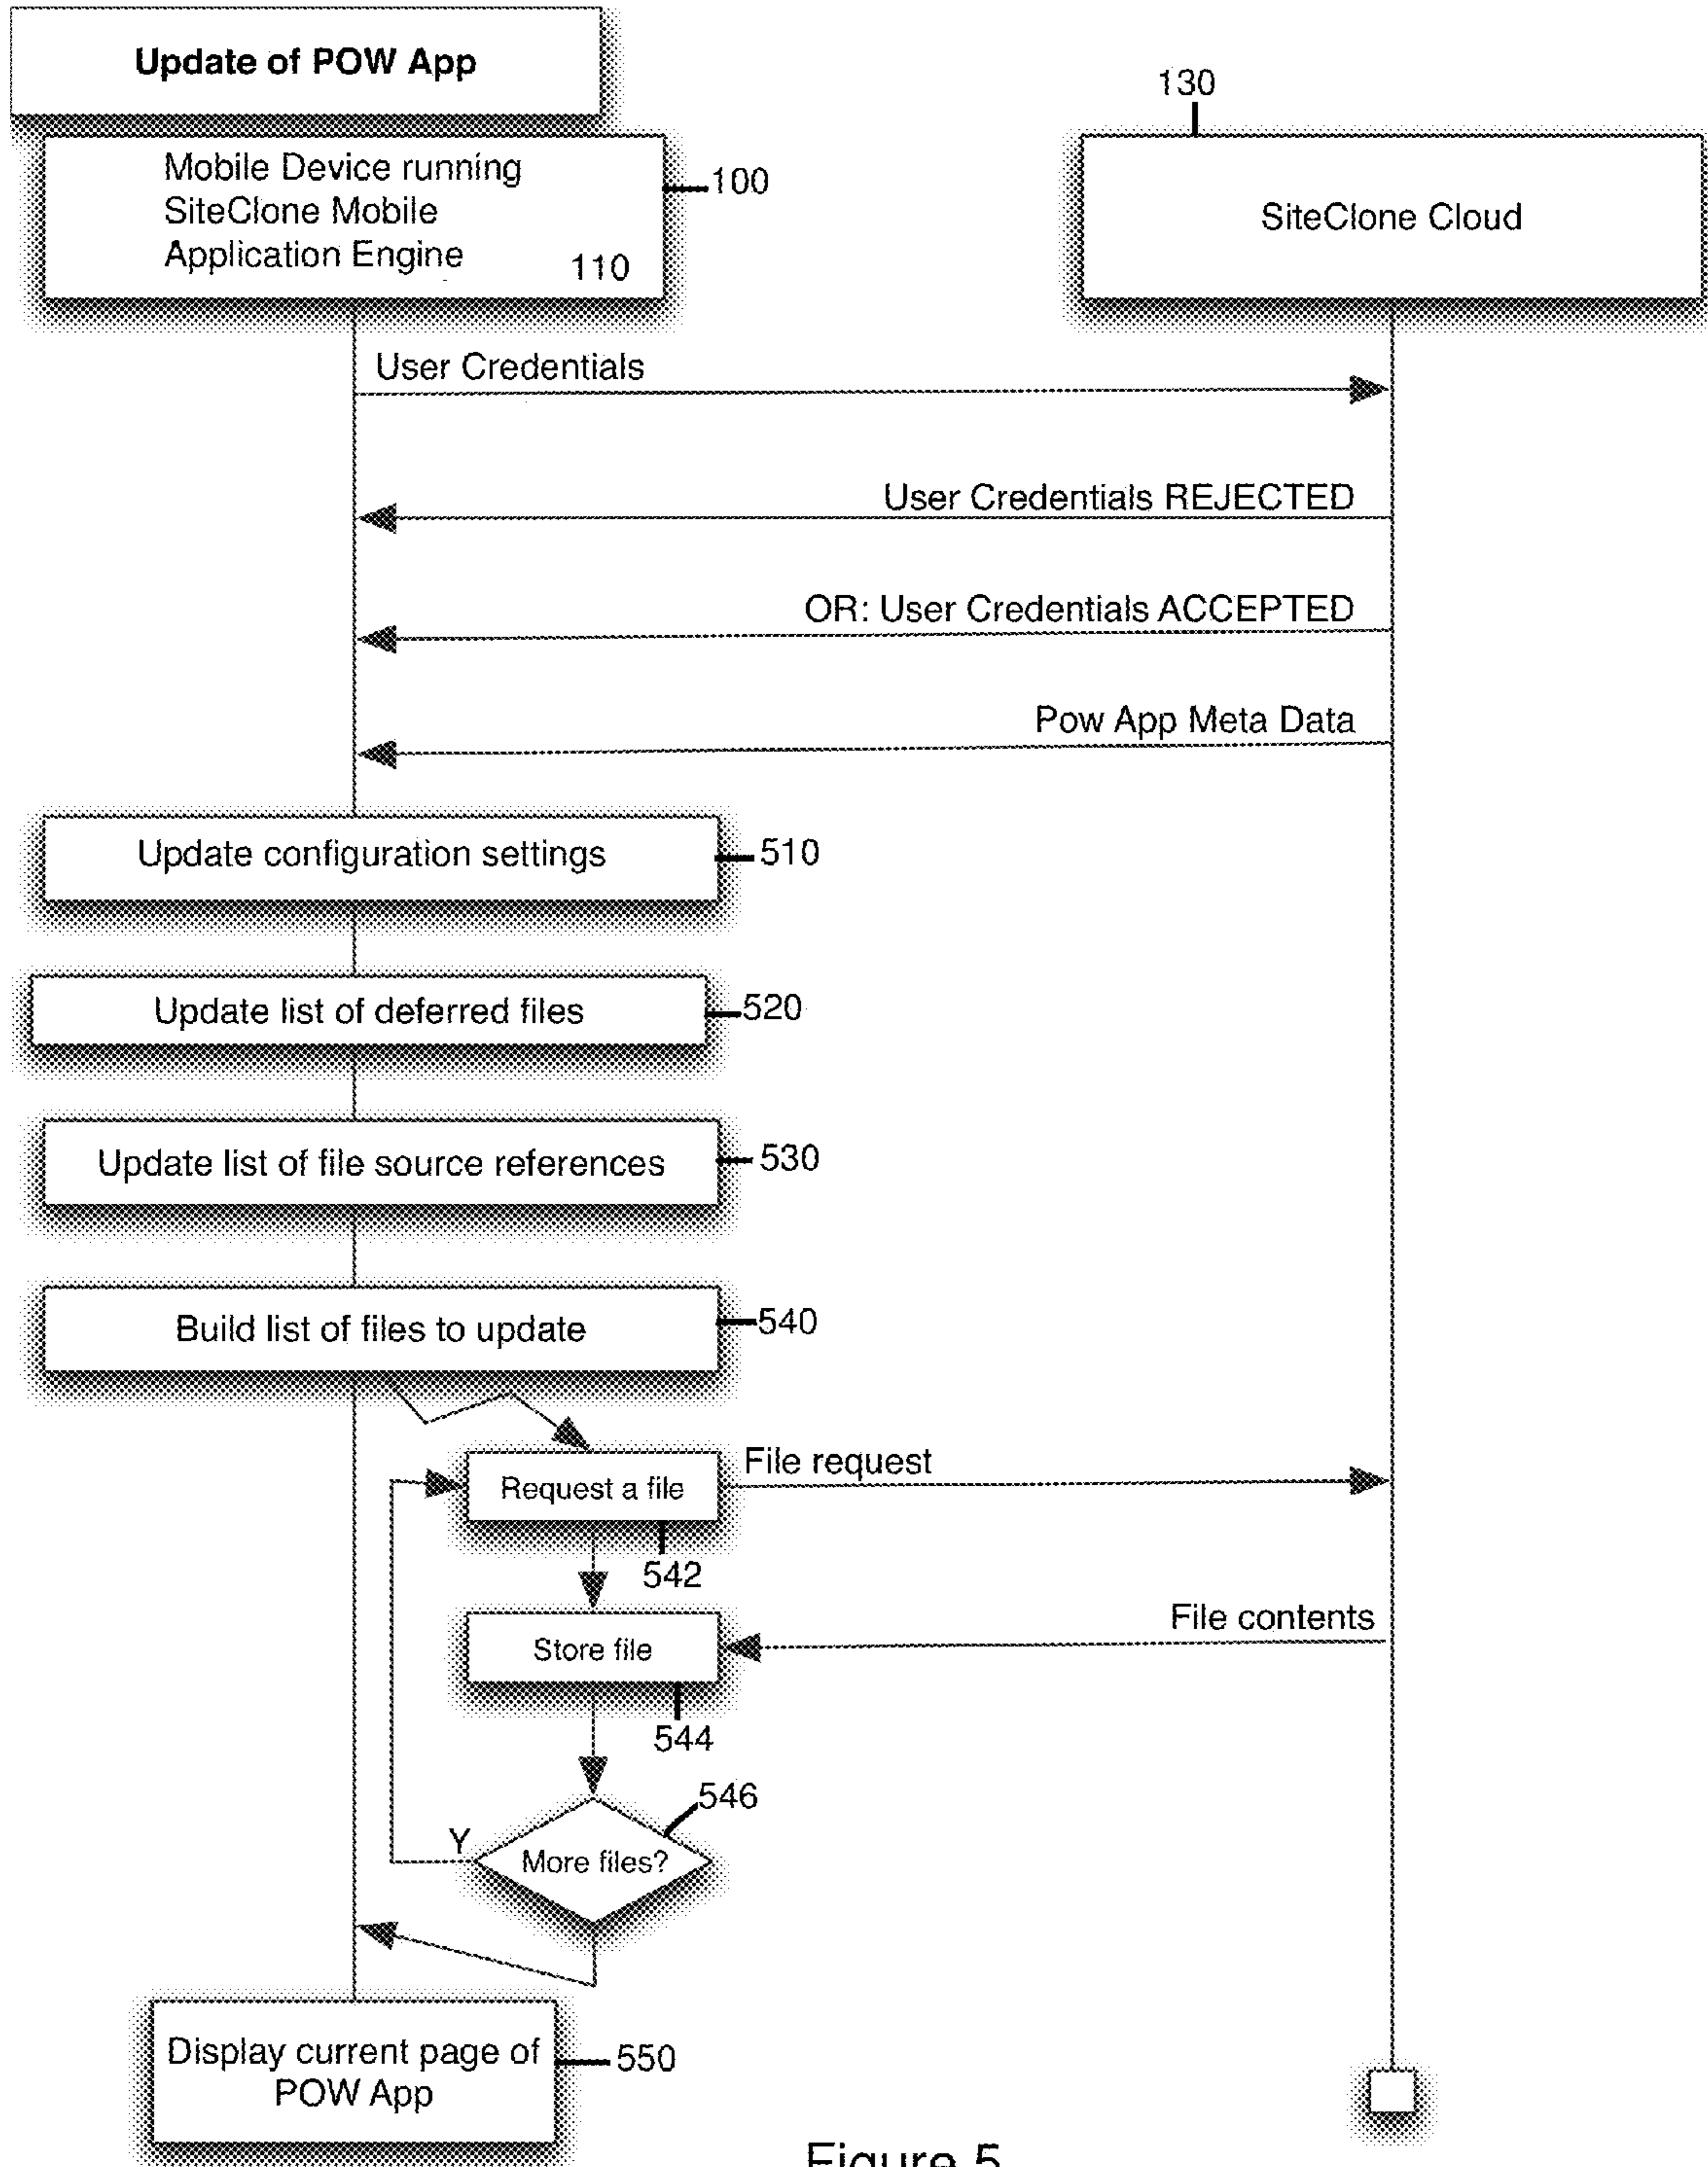 Update of POW App
130
Mobile Device running
SiteClone Mobile
Application Engine
110
100
SiteClone Cloud
User Credentials
User Credentials REJECTED
OR: User Credentials ACCEPTED
Pow App Meta Data
Update configuration settings
510
Update list of deferred files
520
Update list of file source references
530
Build list of files to update
540
Request a file
File request
542
File contents
Store file
544
546
Y
More files?
Display current page of
POW App
550
Figure 5